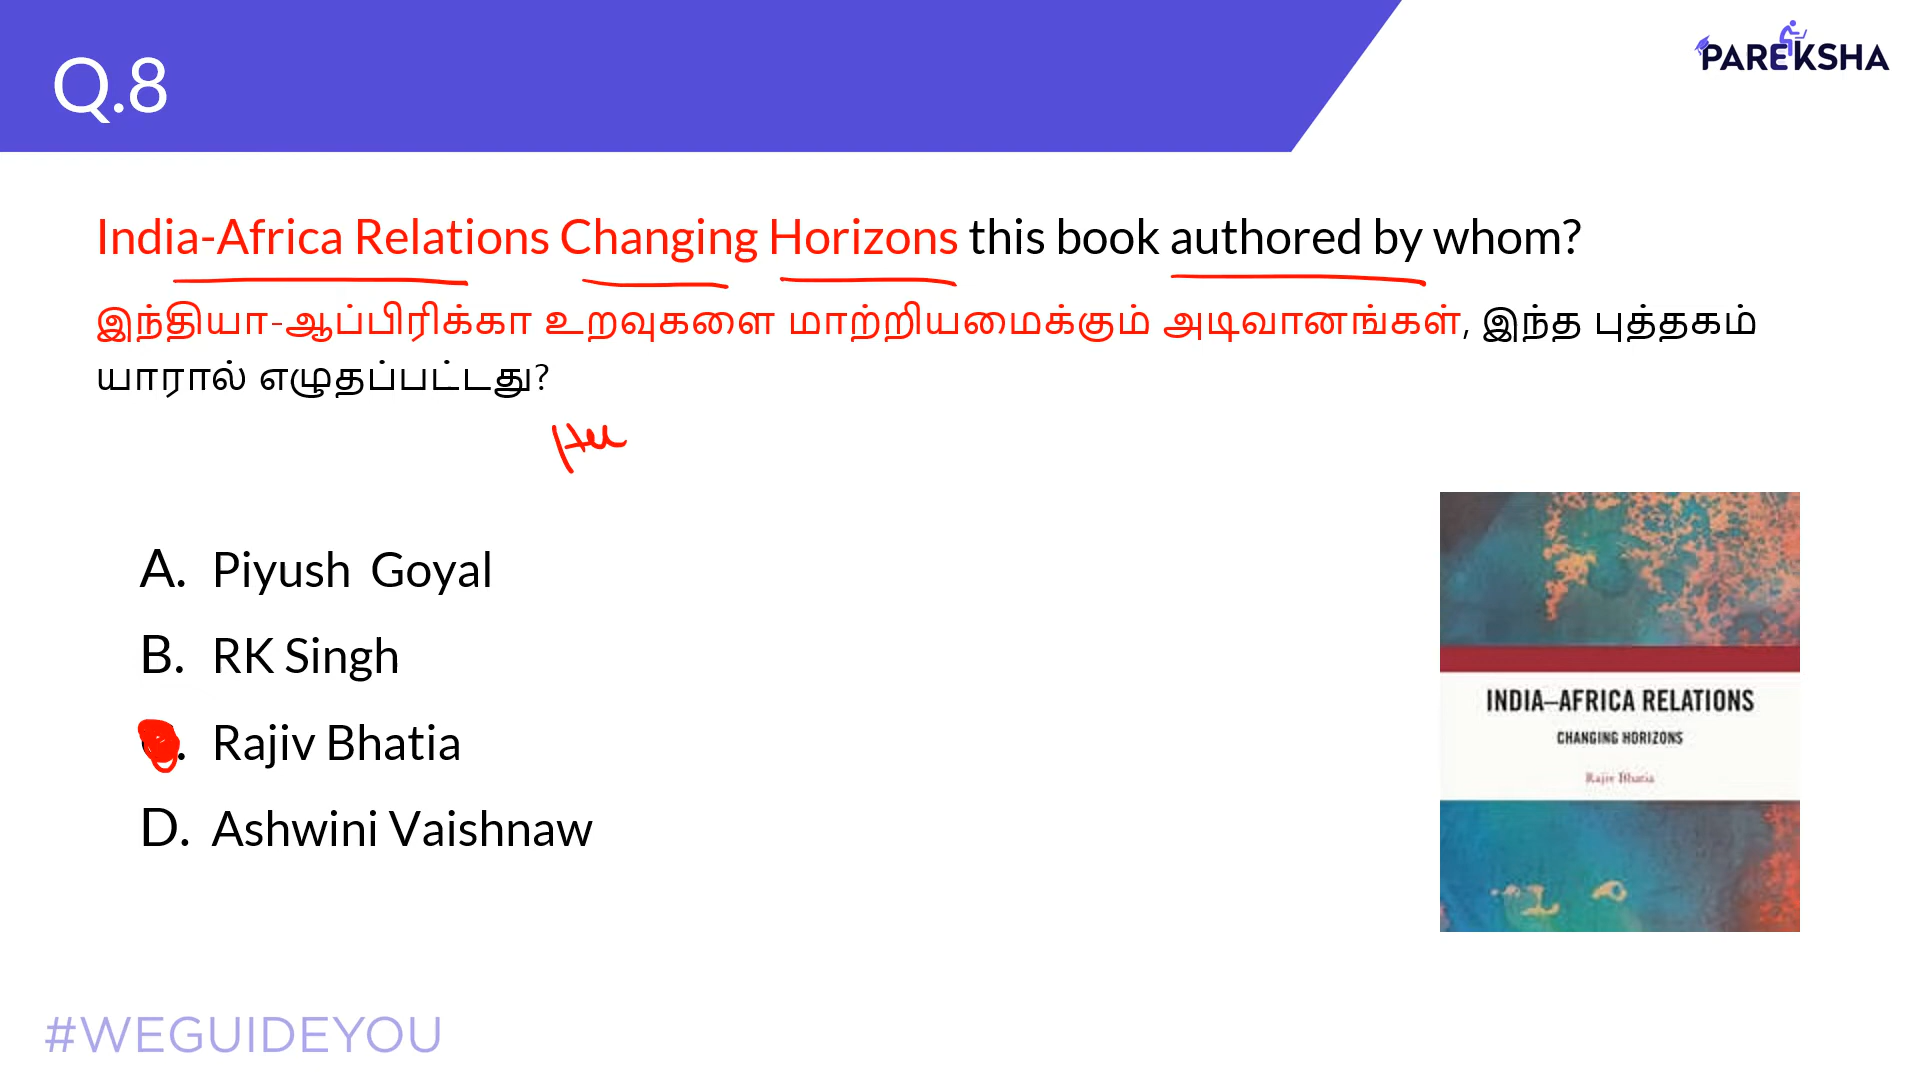 Q.8
PAREKSHA
India-Africa Relations Changing Horizons this book authored by whom?
இந்தியா-ஆப்பிரிக்கா உறவுகளை மாற்றியமைக்கும் அடிவானங்கள், இந்த புத்தகம்
யாரால் எழுதப்பட்டது?
A. Piyush Goyal
B. RK Singh
Rajiv Bhatia
D. Ashwini Vaishnaw
INDIA–AFRICA RELATIONS
CHANGING HORIZONS
Rajiv Bhatia
#WEGUIDEYOU